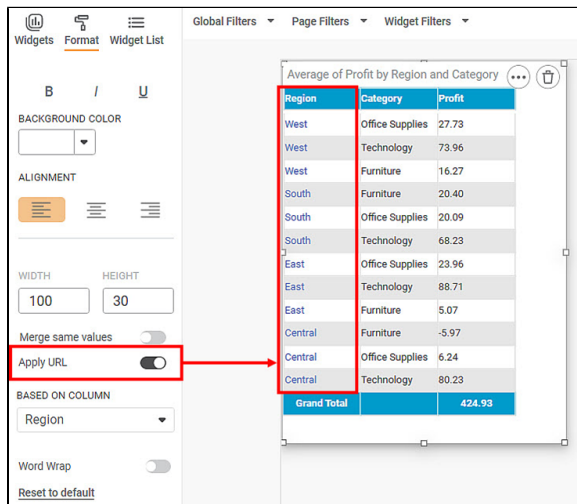 Widgets Format Widget List
Global Filters Page Filters Widget Filters
B I U
BACKGROUND COLOR
ALIGNMENT
WIDTH HEIGHT
100 30
Merge same values
Apply URL
BASED ON COLUMN
Region
Word Wrap
Reset to default
Average of Profit by Region and Category
Region Category Profit
West Office Supplies 27.73
West Technology 73.96
West Furniture 16.27
South Furniture 20.40
South Office Supplies 20.09
South Technology 68.23
East Office Supplies 23.96
East Technology 88.71
East Furniture 5.07
Central Furniture -5.97
Central Office Supplies 6.24
Central Technology 80.23
Grand Total 424.93